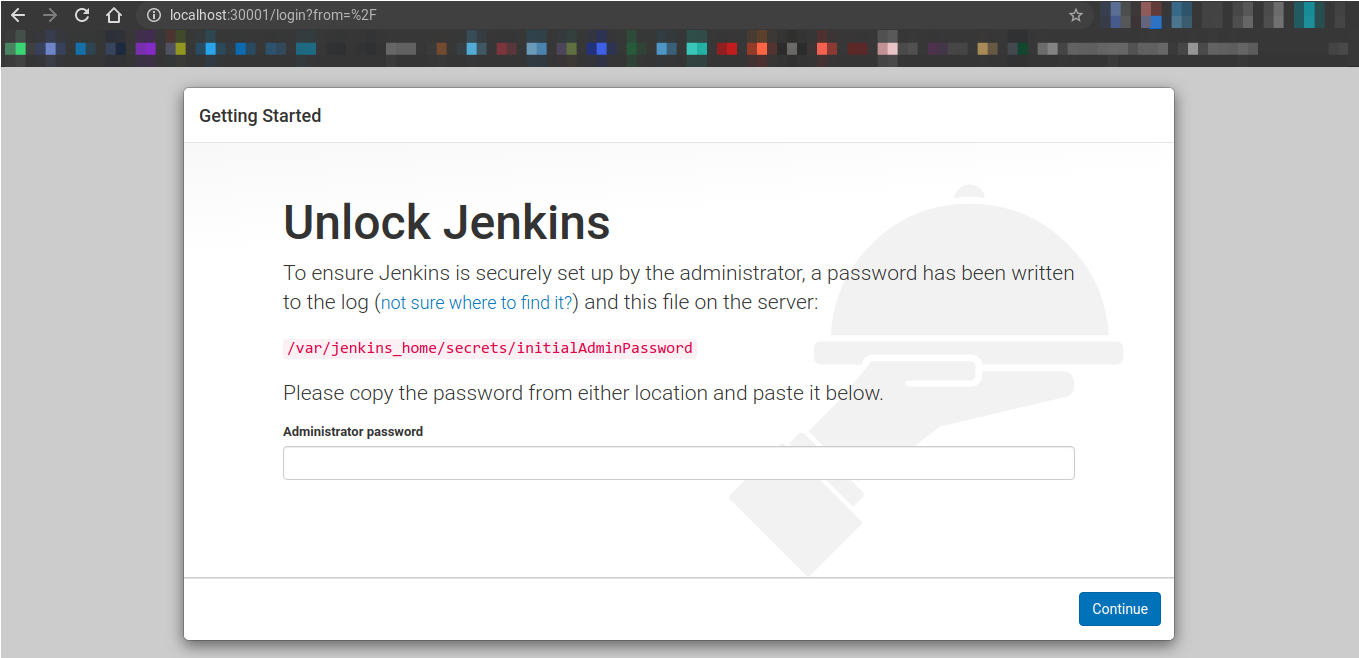 localhost:30001/login?from=%2F
Getting Started
Unlock Jenkins
To ensure Jenkins is securely set up by the administrator, a password has been written
to the log (not sure where to find it?) and this file on the server:
/var/jenkins_home/secrets/initialAdminPassword
Please copy the password from either location and paste it below.
Administrator password
Continue